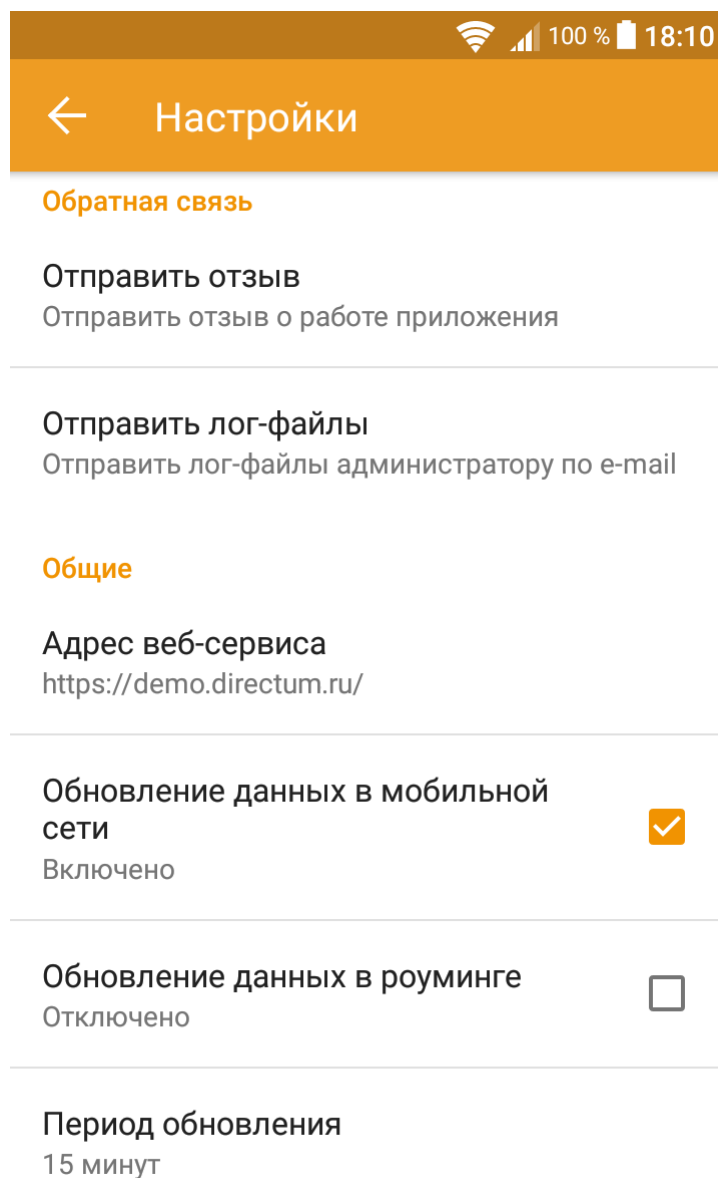 100 % 18:10
Настройки
Обратная связь
Отправить отзыв
Отправить отзыв о работе приложения
Отправить лог-файлы
Отправить лог-файлы администратору по e-mail
Общие
Адрес веб-сервиса
https://demo.directum.ru/
Обновление данных в мобильной
сети
Включено
Обновление данных в роуминге
Отключено
Период обновления
15 минут